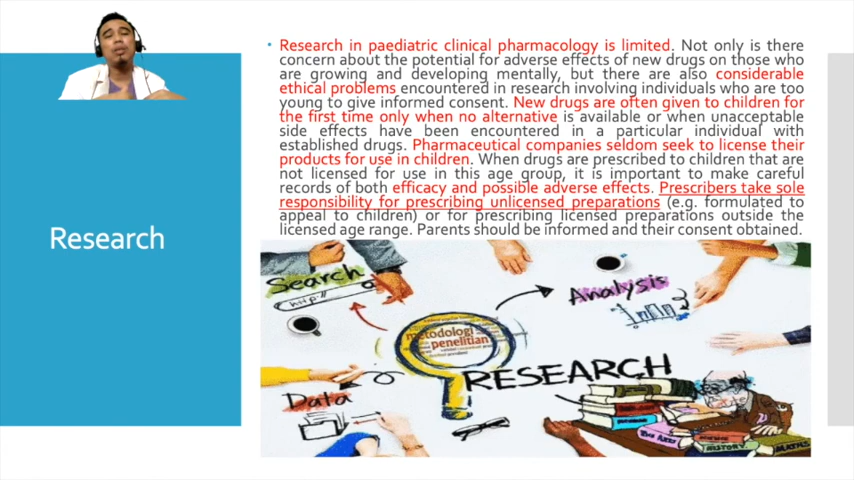 Research
• Research in paediatric clinical pharmacology is limited. Not only is there
concern about the potential for adverse effects of new drugs on those who
are growing and developing mentally, but there are also considerable
ethical problems encountered in research involving individuals who are too
young to give informed consent. New drugs are often given to children for
the first time only when no alternative is available or when unacceptable
side effects have been encountered in a particular individual with
established drugs. Pharmaceutical companies seldom seek to license their
products for use in children. When drugs are prescribed to children that are
not licensed for use in this age group, it is important to make careful
records of both efficacy and possible adverse effects. Prescribers take sole
responsibility for prescribing unlicensed preparations (e.g. formulated to
appeal to children) or for prescribing licensed preparations outside the
licensed age range. Parents should be informed and their consent obtained.
Search
http://
Analysis
metodologi
penelitian
RESEARCH
Data
THE ARTS
HISTORY
MATHS